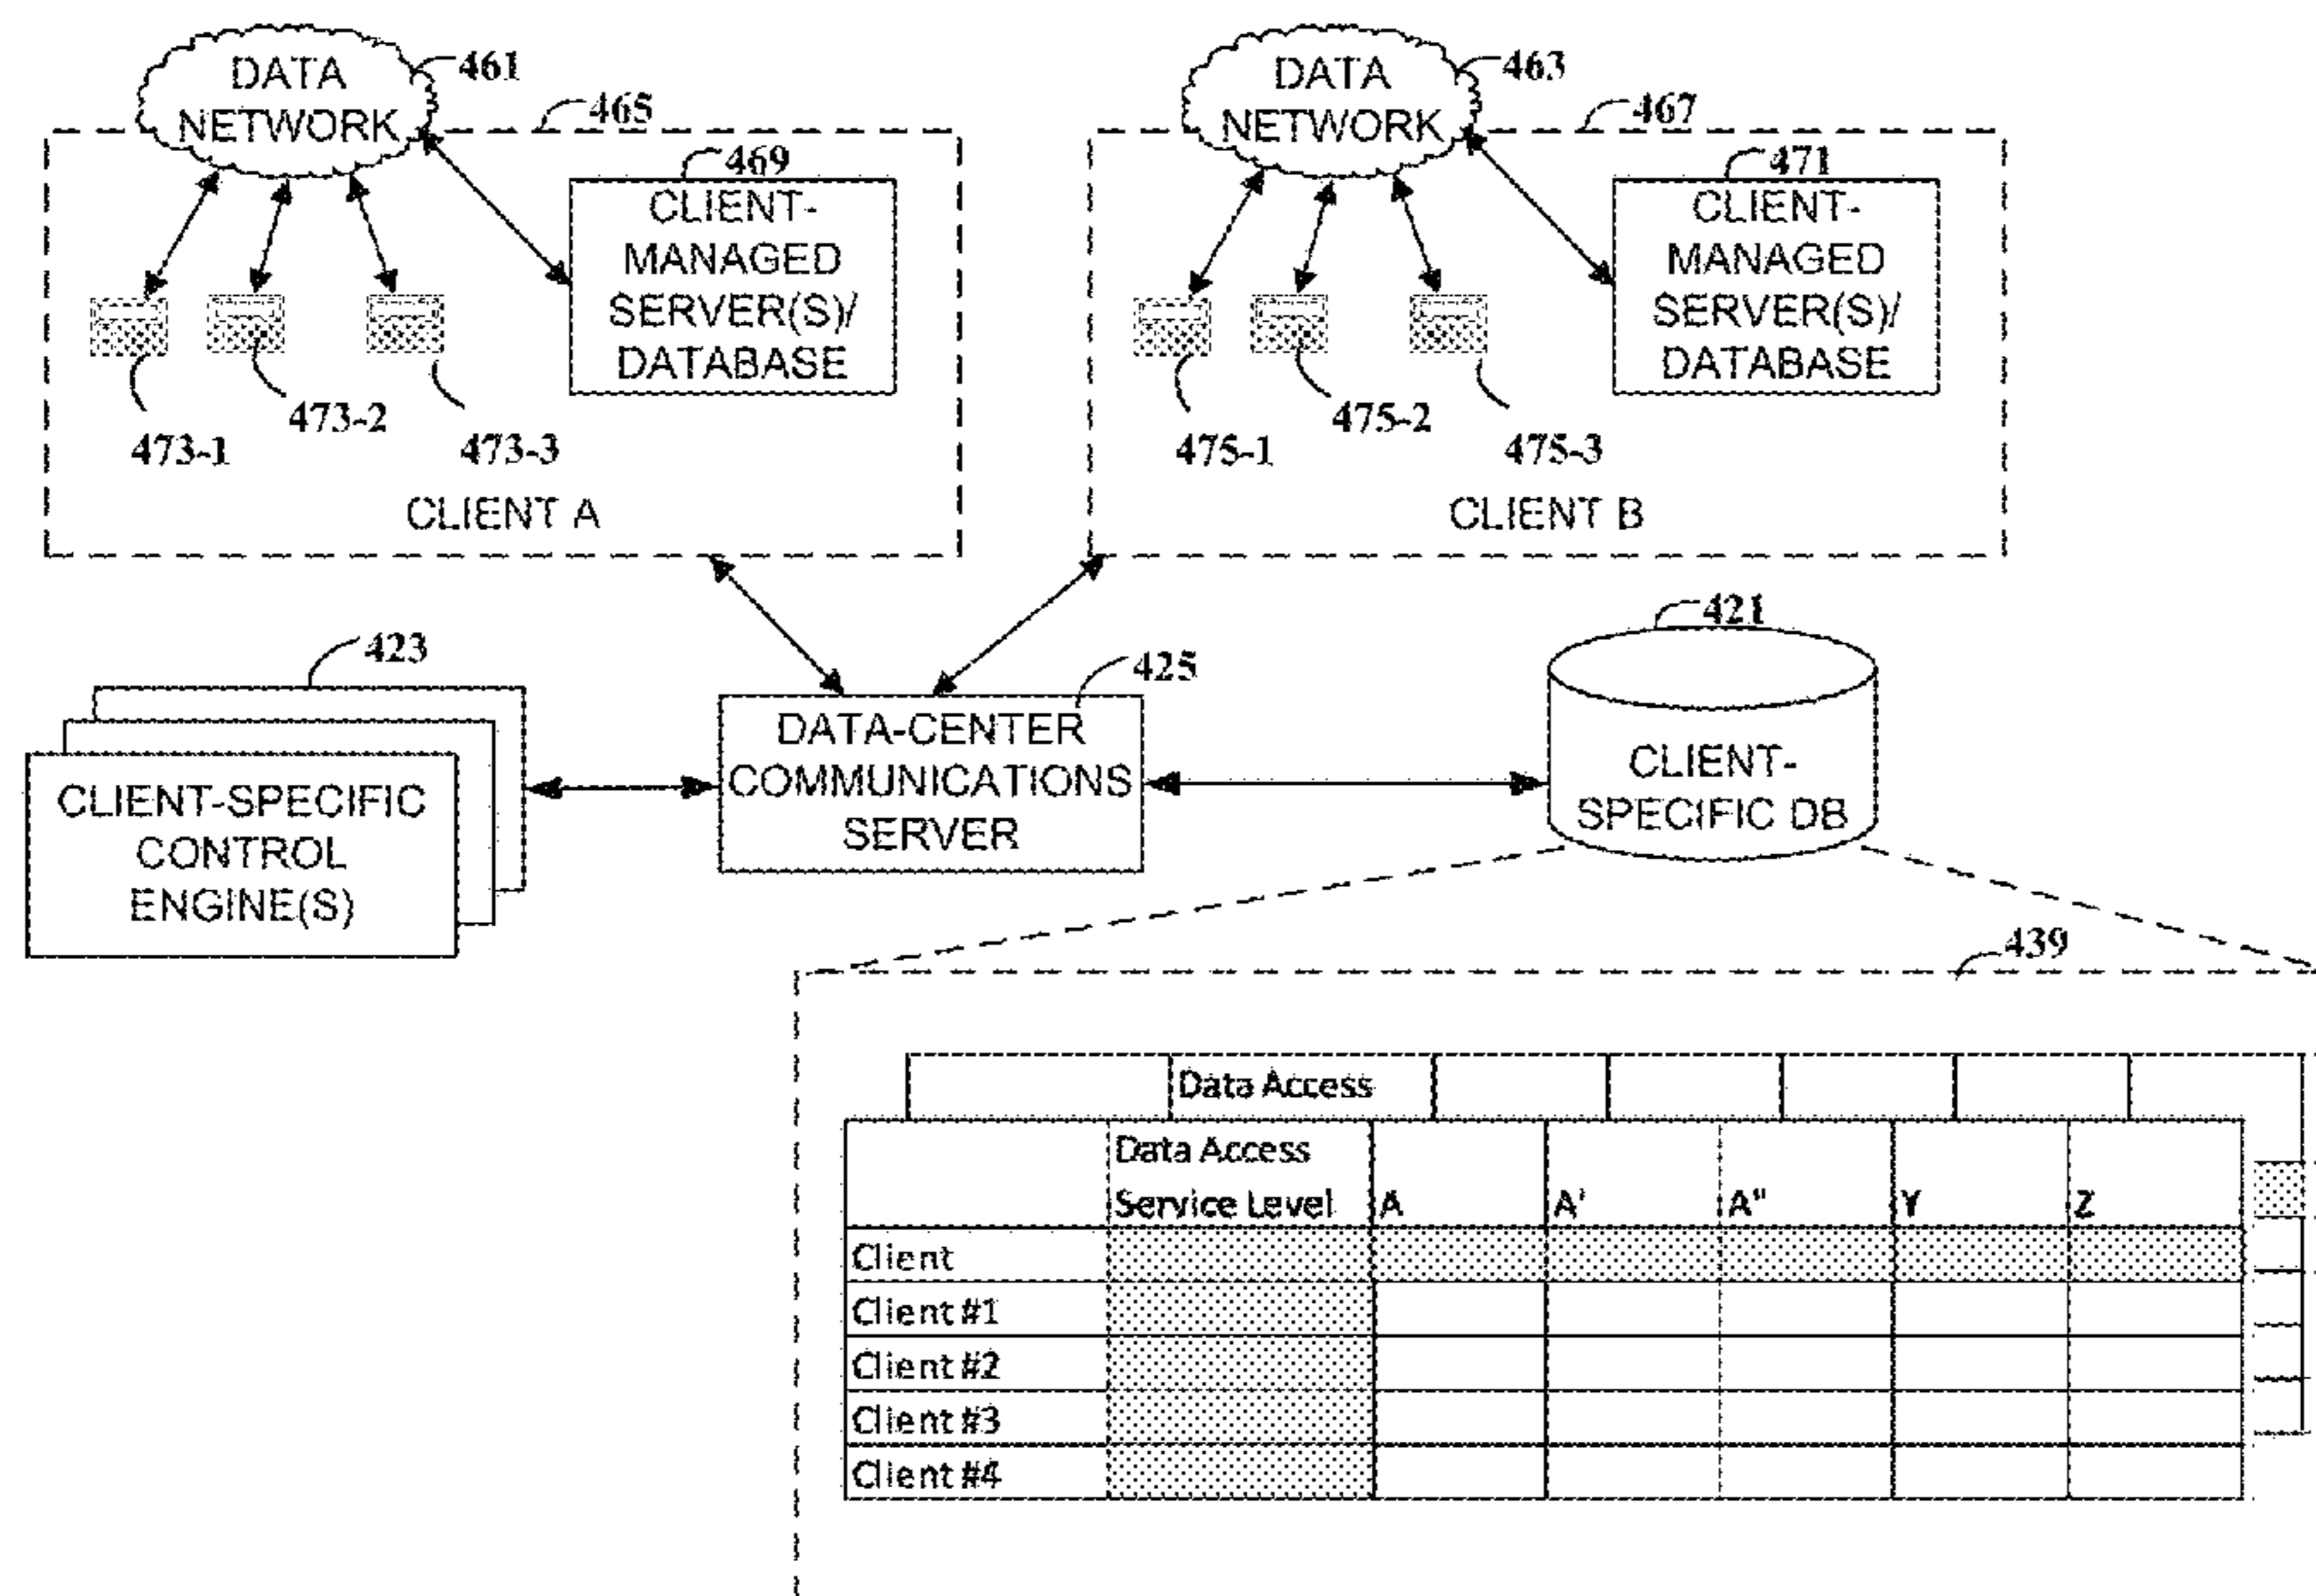 DATA
NETWORK
461
465
469
CLIENT-
MANAGED
SERVER(S)/
DATABASE
473-1
473-2
473-3
CLIENT A
DATA
NETWORK
463
467
471
CLIENT-
MANAGED
SERVER(S)/
DATABASE
475-1
475-2
475-3
CLIENT B
423
CLIENT-SPECIFIC
CONTROL
ENGINE(S)
425
DATA-CENTER
COMMUNICATIONS
SERVER
421
CLIENT-
SPECIFIC DB
439
Data Access
Data Access
Service Level A A' A" Y Z
Client
Client #1
Client #2
Client #3
Client #4